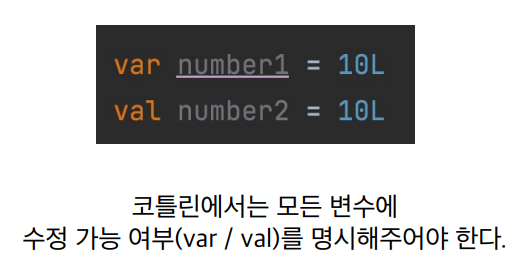 var number1 = 10L
val number2 = 10L
코틀린에서는 모든 변수에
수정 가능 여부(var / val)를 명시해주어야 한다.